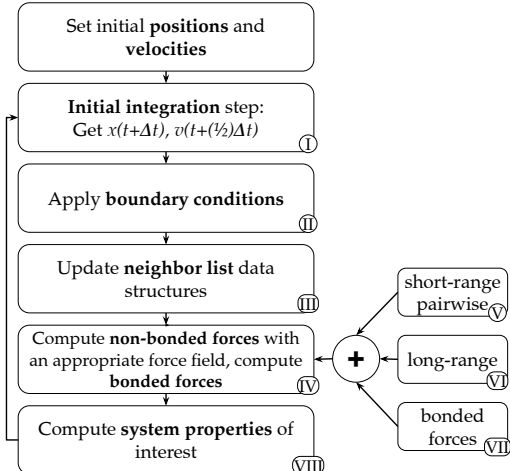 Set initial positions and
velocities
Initial integration step:
Get x(t+Δt), v(t+(½)Δt)
I
Apply boundary conditions
II
Update neighbor list data
structures
III
Compute non-bonded forces with
an appropriate force field, compute
bonded forces
IV
+
short-range
pairwise
V
long-range
VI
bonded
forces
VII
Compute system properties of
interest
VIII